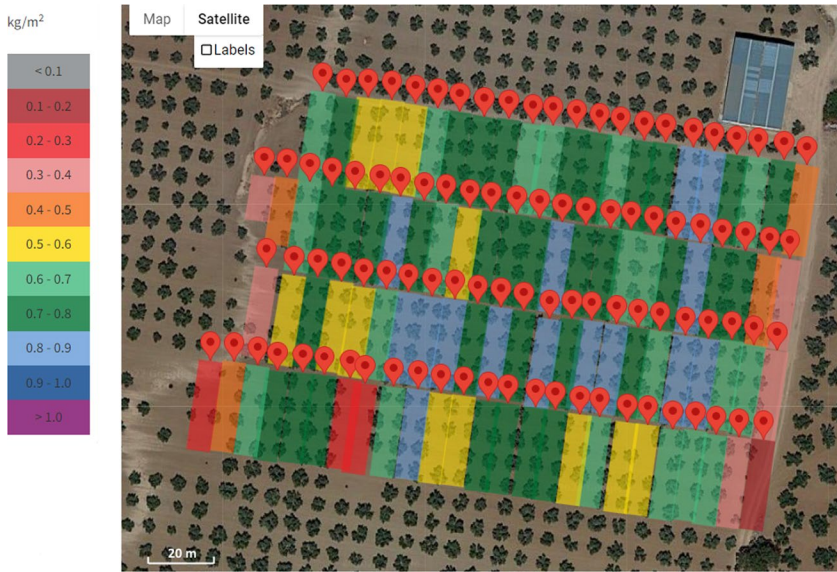 kg/m²
Map Satellite
Labels
< 0.1
0.1 - 0.2
0.2 - 0.3
0.3 - 0.4
0.4 - 0.5
0.5 - 0.6
0.6 - 0.7
0.7 - 0.8
0.8 - 0.9
0.9 - 1.0
> 1.0
20 m